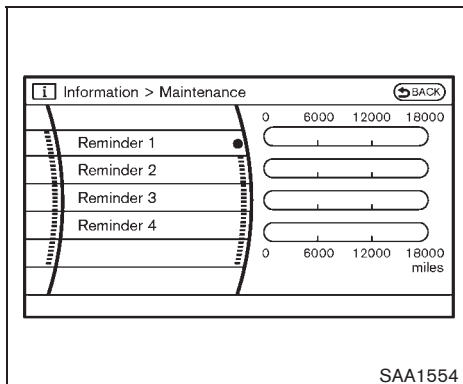 i Information > Maintenance BACK
0 6000 12000 18000
Reminder 1
Reminder 2
Reminder 3
Reminder 4
0 6000 12000 18000
miles
SAA1554